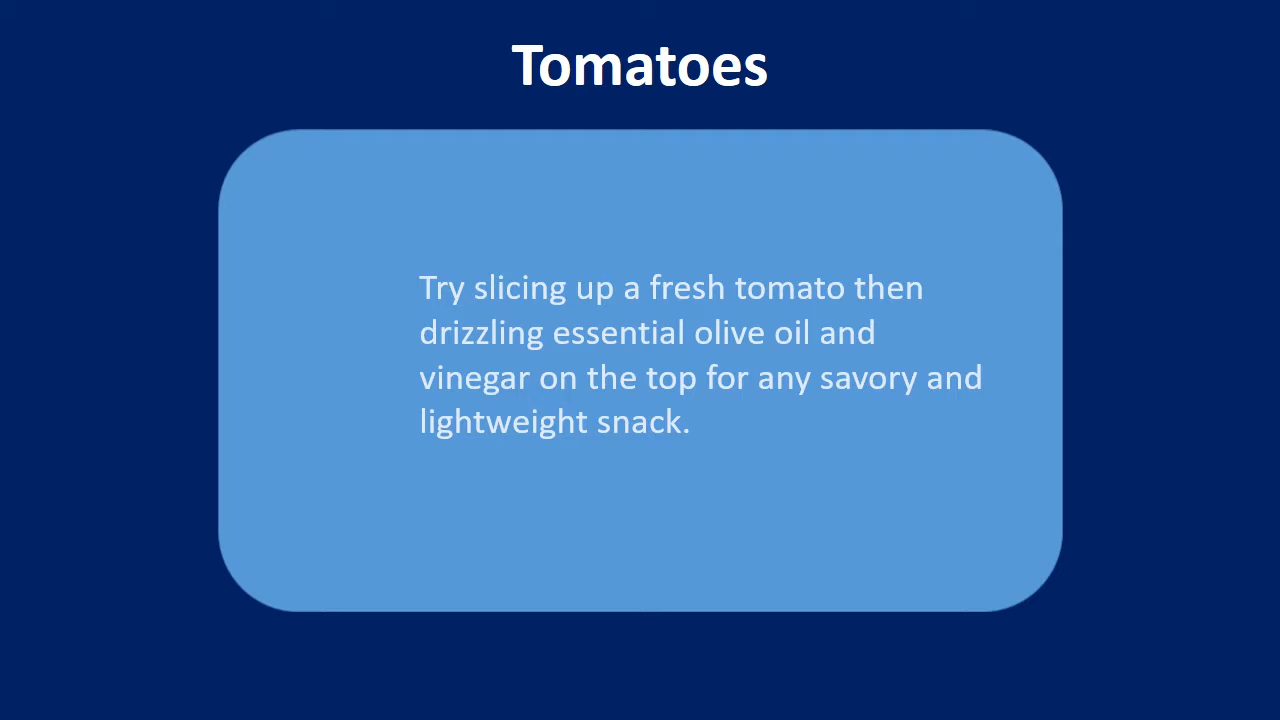 Tomatoes
Try slicing up a fresh tomato then
drizzling essential olive oil and
vinegar on the top for any savory and
lightweight snack.